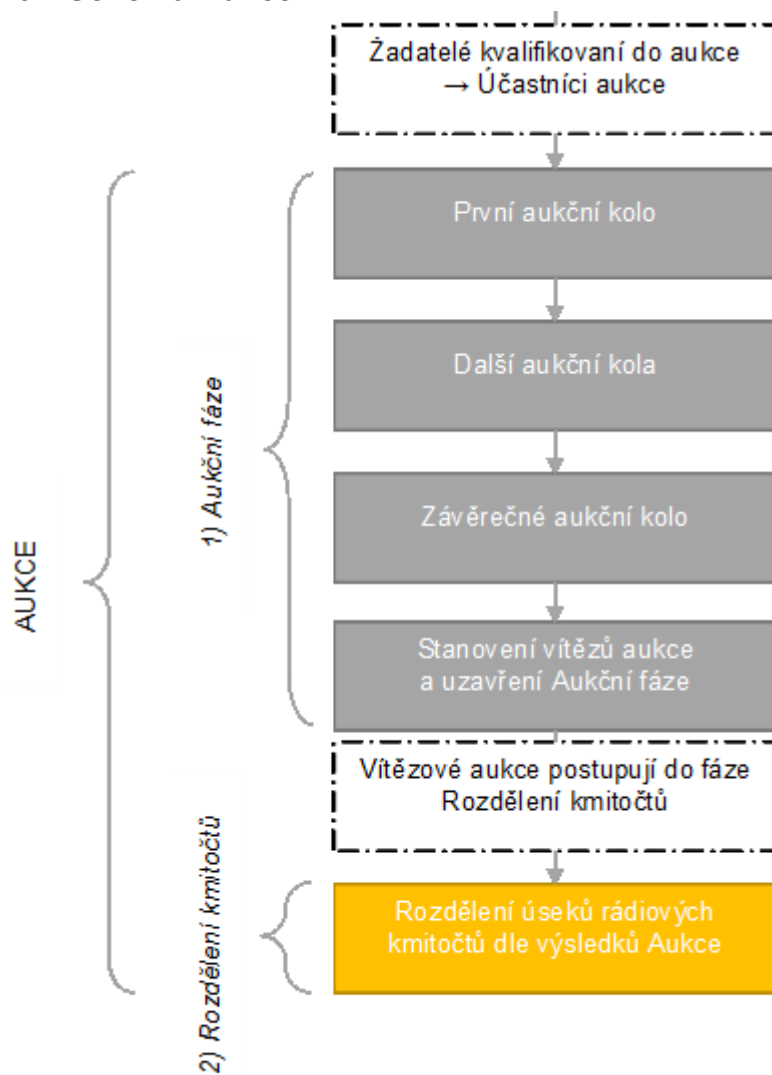 Žadatelé kvalifikovaní do aukce
→ Účastníci aukce
První aukční kolo
Další aukční kola
Závěrečné aukční kolo
Stanovení vítězů aukce
a uzavření Aukční fáze
1) Aukční fáze
AUKCE
Vítězové aukce postupují do fáze
Rozdělení kmitočtů
Rozdělení úseků rádiových
kmitočtů dle výsledků Aukce
2) Rozdělení kmitočtů